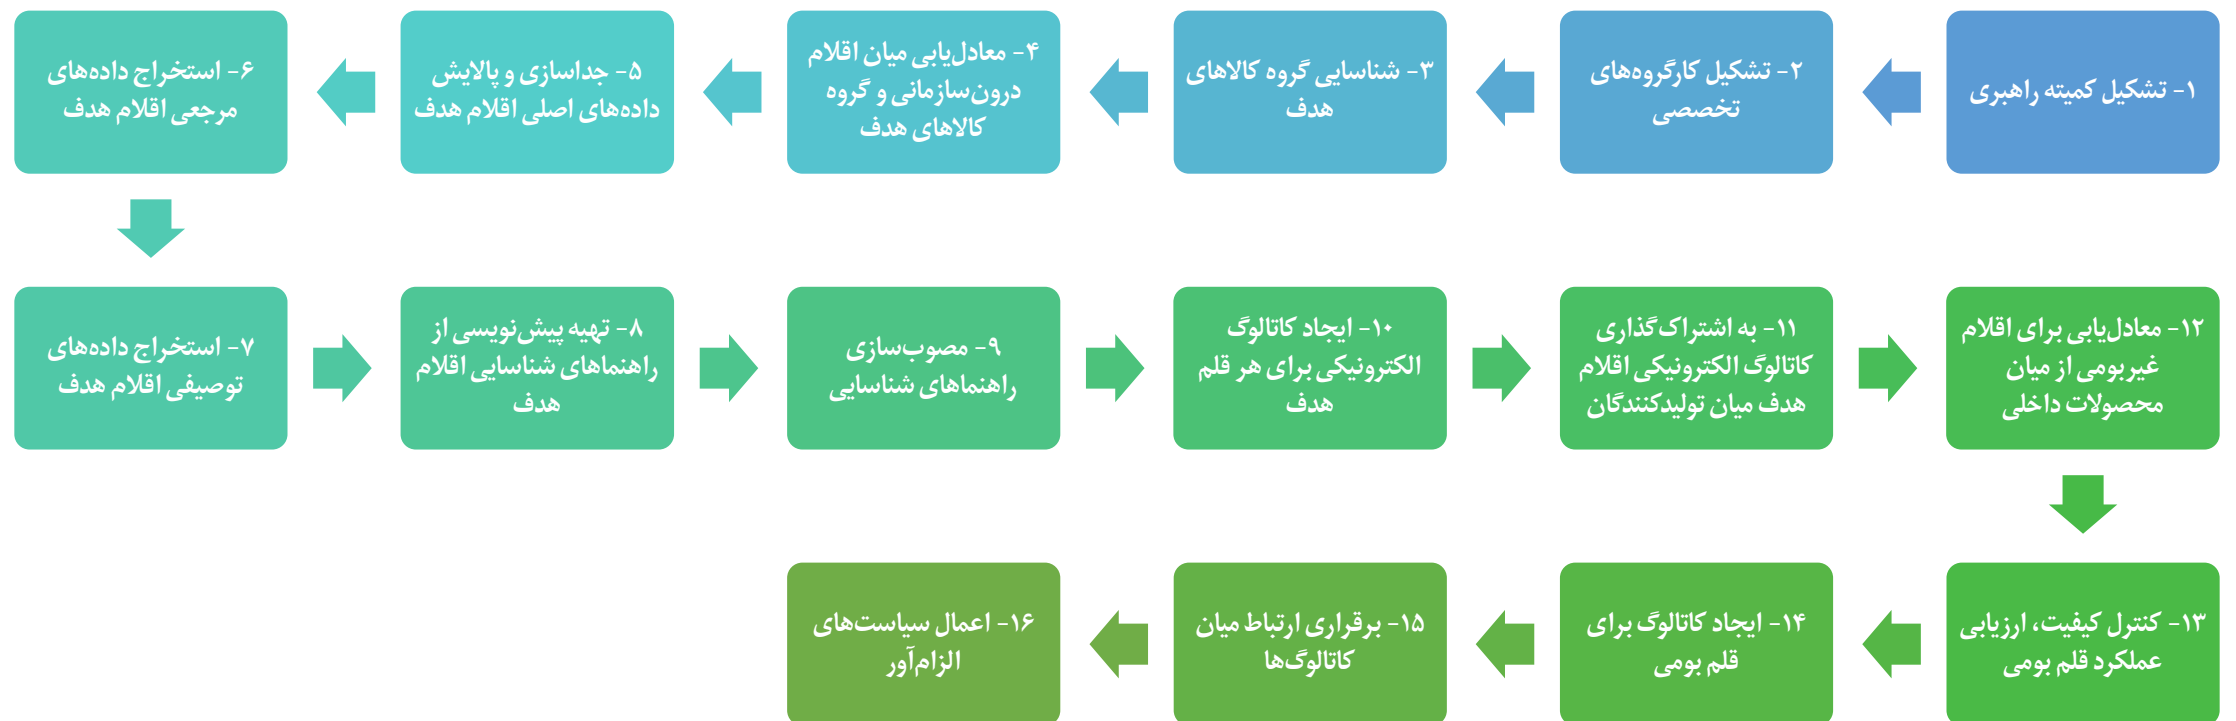 ۱- تشکیل کمیته راهبری
۲- تشکیل کارگروه‌های
تخصصی
۳- شناسایی گروه کالاهای
هدف
۴- معادل‌یابی میان اقلام
درون‌سازمانی و گروه
کالاهای هدف
۵- جداسازی و پالایش
داده‌های اصلی اقلام هدف
۶- استخراج داده‌های
مرجعی اقلام هدف
۷- استخراج داده‌های
توصیفی اقلام هدف
۸- تهیه پیش‌نویسی از
راهنماهای شناسایی اقلام
هدف
۹- مصوب‌سازی
راهنماهای شناسایی
۱۰- ایجاد کاتالوگ
الکترونیکی برای هر قلم
هدف
۱۱- به اشتراک‌گذاری
کاتالوگ الکترونیکی اقلام
هدف میان تولیدکنندگان
۱۲- معادل‌یابی برای اقلام
غیربومی از میان
محصولات داخلی
۱۳- کنترل کیفیت، ارزیابی
عملکرد قلم بومی
۱۴- ایجاد کاتالوگ برای
قلم بومی
۱۵- برقراری ارتباط میان
کاتالوگ‌ها
۱۶- اعمال سیاست‌های
الزام‌آور